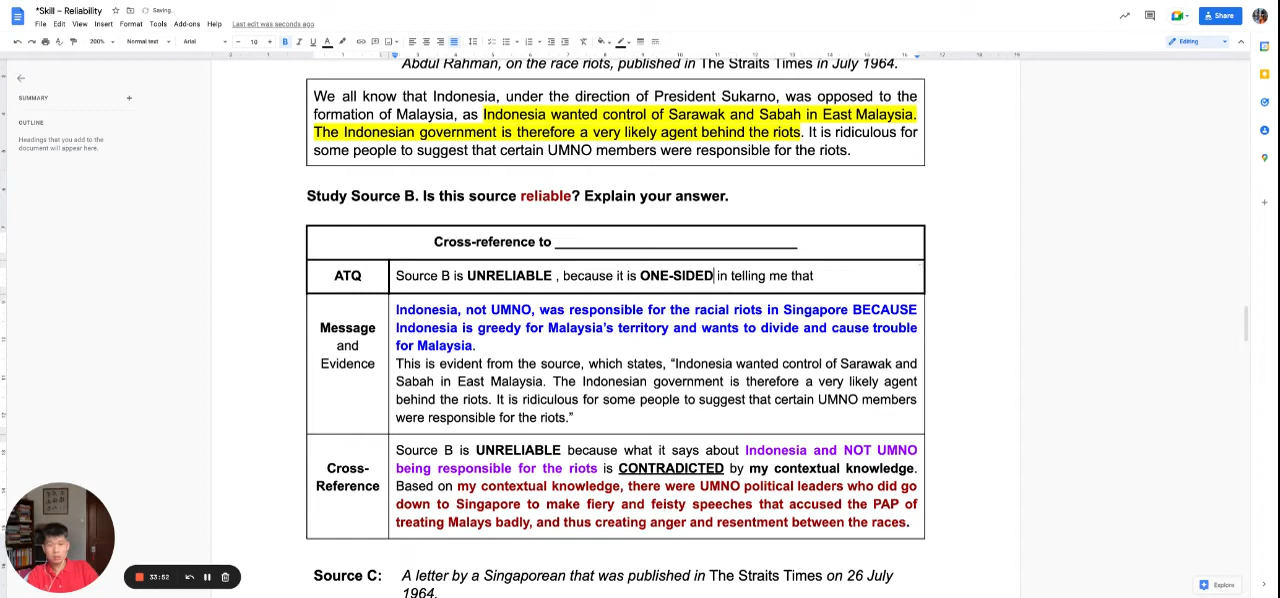 *Skill – Reliability
Saving...
File Edit View Insert Format Tools Add-ons Help Last edit was seconds ago
Share
200% Normal text Arial 10 B I U A
Editing
SUMMARY
OUTLINE
Headings that you add to the
document will appear here.
Abdul Rahman, on the race riots, published in The Straits Times in July 1964.
We all know that Indonesia, under the direction of President Sukarno, was opposed to the
formation of Malaysia, as Indonesia wanted control of Sarawak and Sabah in East Malaysia.
The Indonesian government is therefore a very likely agent behind the riots. It is ridiculous for
some people to suggest that certain UMNO members were responsible for the riots.
Study Source B. Is this source reliable? Explain your answer.
Cross-reference to ______________________________
ATQ
Source B is UNRELIABLE , because it is ONE-SIDED in telling me that
Message
and
Evidence
Indonesia, not UMNO, was responsible for the racial riots in Singapore BECAUSE
Indonesia is greedy for Malaysia's territory and wants to divide and cause trouble
for Malaysia.
This is evident from the source, which states, “Indonesia wanted control of Sarawak and
Sabah in East Malaysia. The Indonesian government is therefore a very likely agent
behind the riots. It is ridiculous for some people to suggest that certain UMNO members
were responsible for the riots.”
Cross-
Reference
Source B is UNRELIABLE because what it says about Indonesia and NOT UMNO
being responsible for the riots is CONTRADICTED by my contextual knowledge.
Based on my contextual knowledge, there were UMNO political leaders who did go
down to Singapore to make fiery and feisty speeches that accused the PAP of
treating Malays badly, and thus creating anger and resentment between the races.
Source C: A letter by a Singaporean that was published in The Straits Times on 26 July
1964.
33:52
Explore